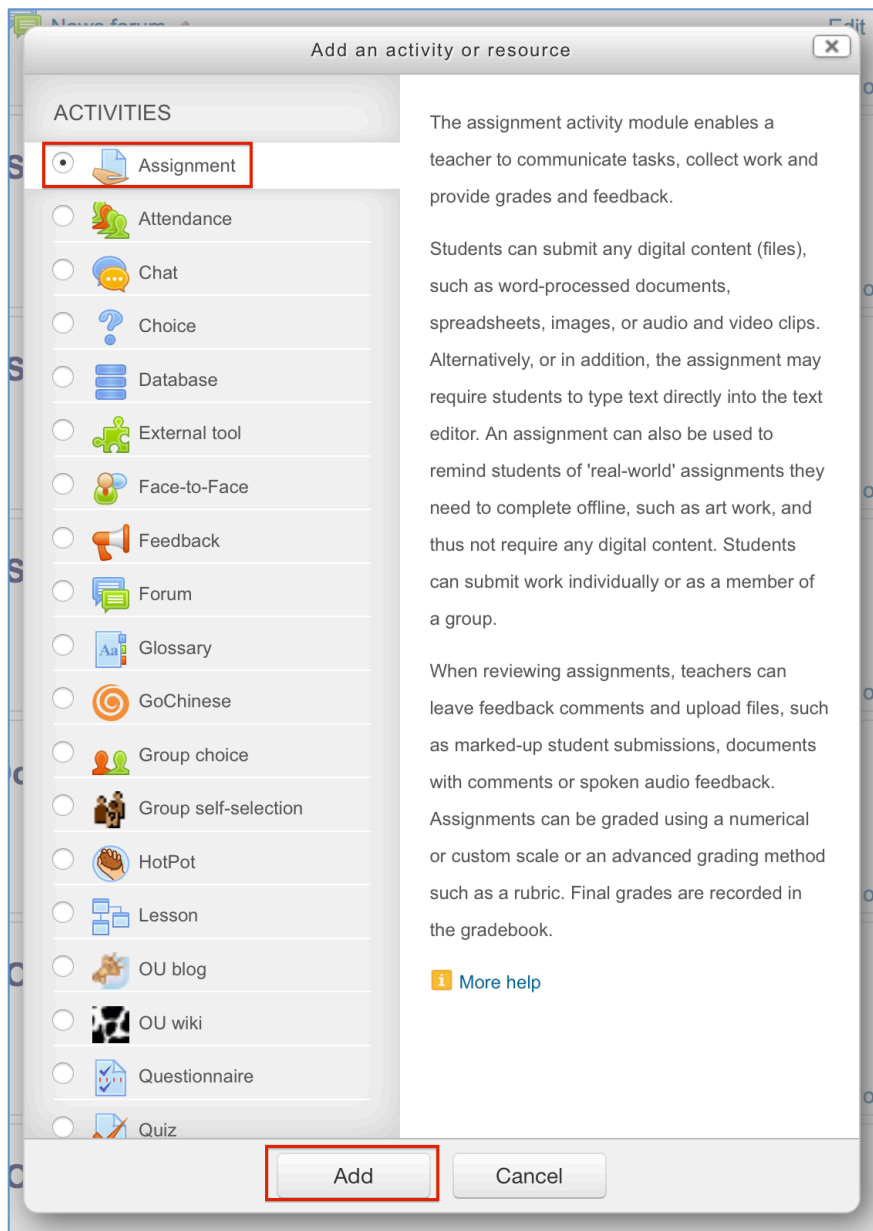 News forum
Edit
Add an activity or resource
ACTIVITIES
Assignment
Attendance
Chat
Choice
Database
External tool
Face-to-Face
Feedback
Forum
Aa
Glossary
GoChinese
Group choice
Group self-selection
HotPot
Lesson
OU blog
OU wiki
Questionnaire
Quiz
The assignment activity module enables a
teacher to communicate tasks, collect work and
provide grades and feedback.
Students can submit any digital content (files),
such as word-processed documents,
spreadsheets, images, or audio and video clips.
Alternatively, or in addition, the assignment may
require students to type text directly into the text
editor. An assignment can also be used to
remind students of 'real-world' assignments they
need to complete offline, such as art work, and
thus not require any digital content. Students
can submit work individually or as a member of
a group.
When reviewing assignments, teachers can
leave feedback comments and upload files, such
as marked-up student submissions, documents
with comments or spoken audio feedback.
Assignments can be graded using a numerical
or custom scale or an advanced grading method
such as a rubric. Final grades are recorded in
the gradebook.
More help
Add
Cancel